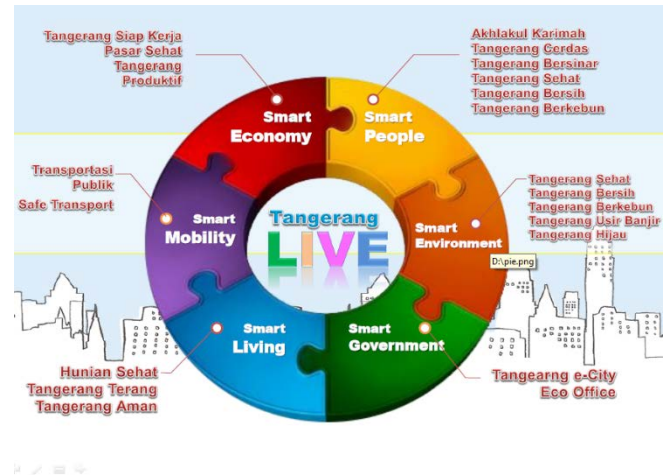 Tangerang Siap Kerja
Pasar Sehat
Tangerang
Produktif
Akhlakul Karimah
Tangerang Cerdas
Tangerang Bersinar
Tangerang Sehat
Tangerang Bersih
Tangerang Berkebun
Smart
Economy
Smart
People
Transportasi
Publik
Safe Transport
Smart
Mobility
Tangerang
LIVE
Smart
Environment
Tangerang Sehat
Tangerang Bersih
Tangerang Berkebun
Tangerang Usir Banjir
Tangerang Hijau
D:\pie.png
Smart
Living
Smart
Government
Hunian Sehat
Tangerang Terang
Tangerang Aman
Tangearng e-City
Eco Office